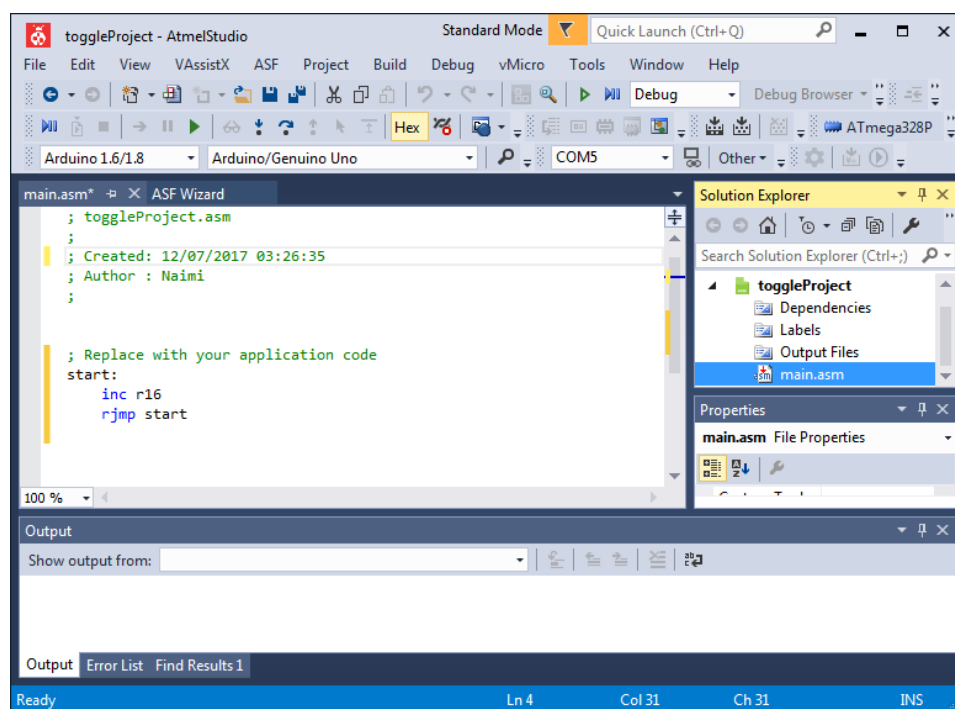 toggleProject - AtmelStudio
Standard Mode
Quick Launch (Ctrl+Q)
File Edit View VAssistX ASF Project Build Debug vMicro Tools Window Help
Debug
Debug Browser
Hex
ATmega328P
Arduino 1.6/1.8
Arduino/Genuino Uno
COM5
Other
main.asm*
ASF Wizard
; toggleProject.asm
;
; Created: 12/07/2017 03:26:35
; Author : Naimi
;
; Replace with your application code
start:
inc r16
rjmp start
100 %
Solution Explorer
Search Solution Explorer (Ctrl+;)
toggleProject
Dependencies
Labels
Output Files
main.asm
Properties
main.asm File Properties
Output
Show output from:
Output Error List Find Results 1
Ready Ln 4 Col 31 Ch 31 INS